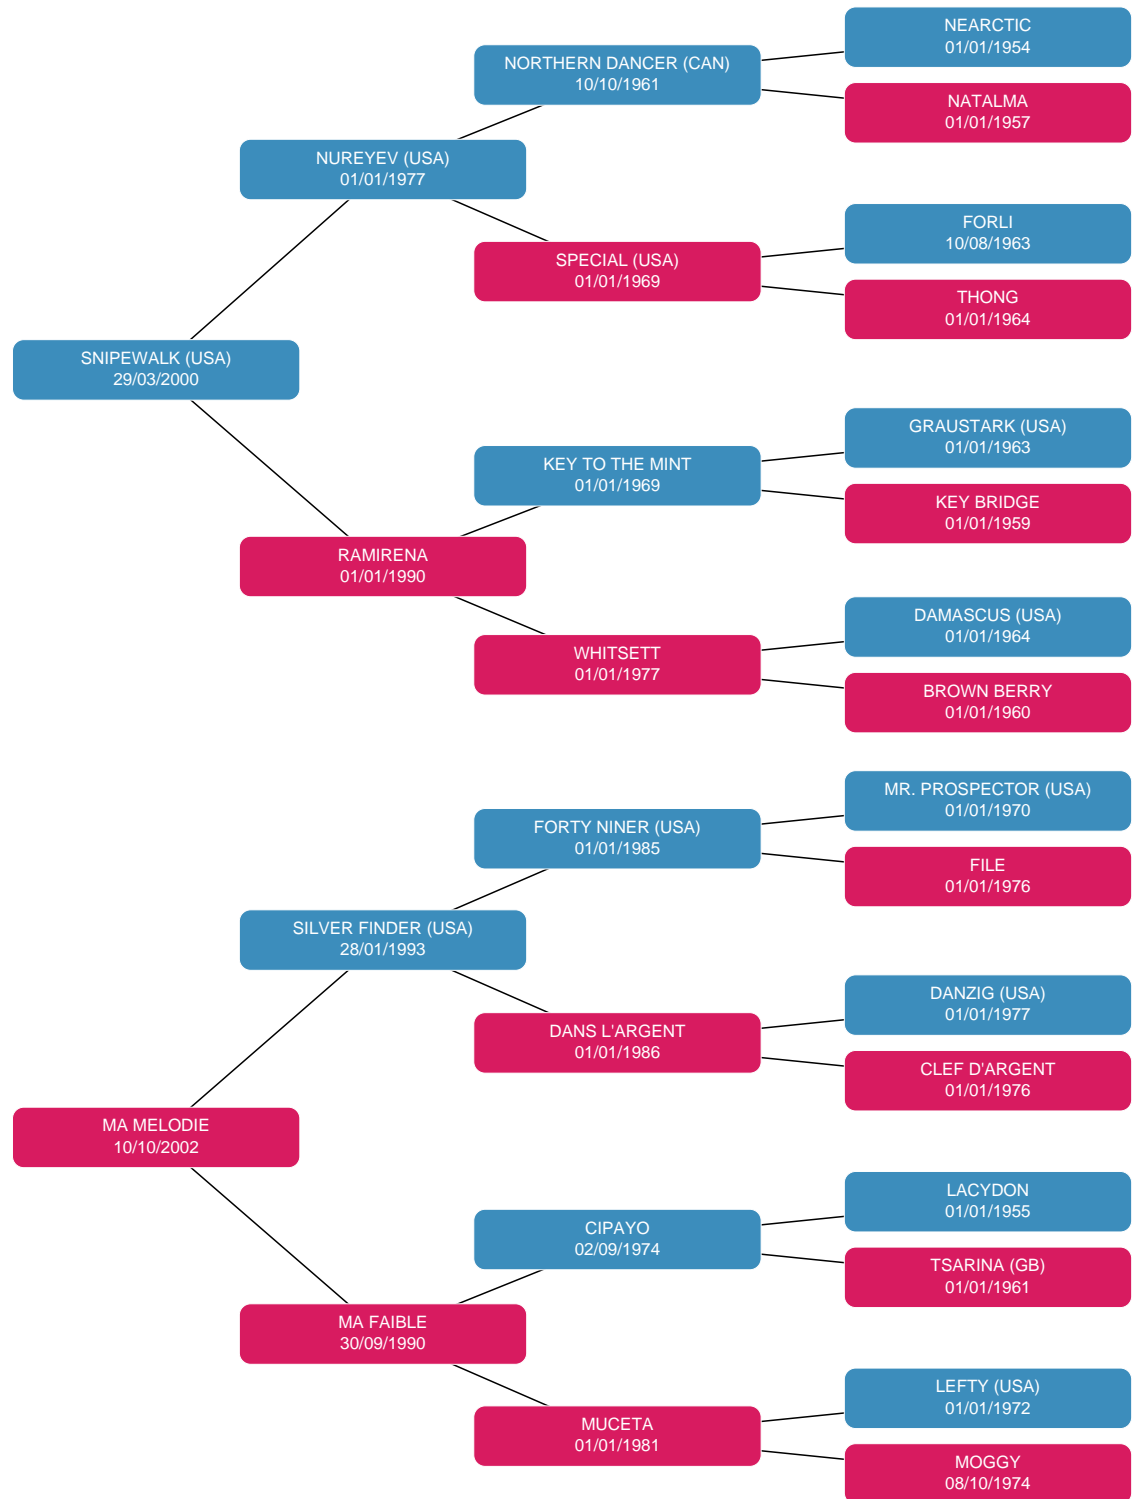 NEARCTIC
01/01/1954
NORTHERN DANCER (CAN)
10/10/1961
NATALMA
01/01/1957
NUREYEV (USA)
01/01/1977
FORLI
10/08/1963
SPECIAL (USA)
01/01/1969
THONG
01/01/1964
SNIPEWALK (USA)
29/03/2000
GRAUSTARK (USA)
01/01/1963
KEY TO THE MINT
01/01/1969
KEY BRIDGE
01/01/1959
RAMIRENA
01/01/1990
DAMASCUS (USA)
01/01/1964
WHITSETT
01/01/1977
BROWN BERRY
01/01/1960
MR. PROSPECTOR (USA)
01/01/1970
FORTY NINER (USA)
01/01/1985
FILE
01/01/1976
SILVER FINDER (USA)
28/01/1993
DANZIG (USA)
01/01/1977
DANS L'ARGENT
01/01/1986
CLEF D'ARGENT
01/01/1976
MA MELODIE
10/10/2002
LACYDON
01/01/1955
CIPAYO
02/09/1974
TSARINA (GB)
01/01/1961
MA FAIBLE
30/09/1990
LEFTY (USA)
01/01/1972
MUCETA
01/01/1981
MOGGY
08/10/1974